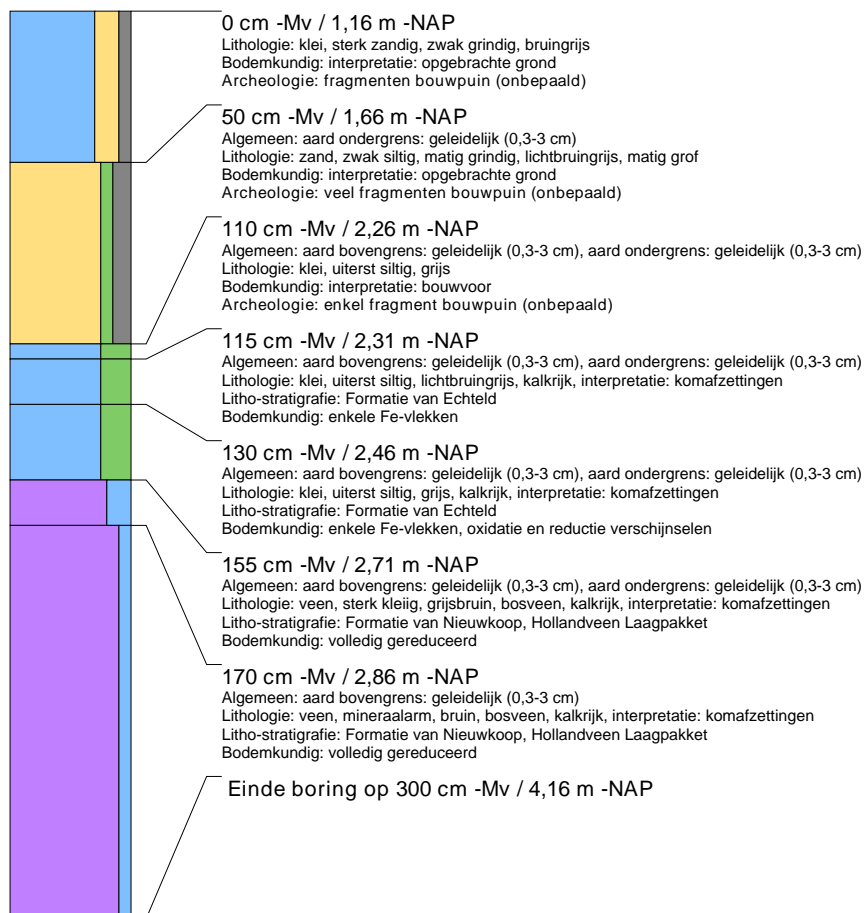 0 cm -Mv / 1,16 m -NAP
Lithologie: klei, sterk zandig, zwak grindig, bruingrijs
Bodemkundig: interpretatie: opgebrachte grond
Archeologie: fragmenten bouwpuin (onbepaald)
50 cm -Mv / 1,66 m -NAP
Algemeen: aard ondergrens: geleidelijk (0,3-3 cm)
Lithologie: zand, zwak siltig, matig grindig, lichtbruingrijs, matig grof
Bodemkundig: interpretatie: opgebrachte grond
Archeologie: veel fragmenten bouwpuin (onbepaald)
110 cm -Mv / 2,26 m -NAP
Algemeen: aard bovengrens: geleidelijk (0,3-3 cm), aard ondergrens: geleidelijk (0,3-3 cm)
Lithologie: klei, uiterst siltig, grijs
Bodemkundig: interpretatie: bouwvoor
Archeologie: enkel fragment bouwpuin (onbepaald)
115 cm -Mv / 2,31 m -NAP
Algemeen: aard bovengrens: geleidelijk (0,3-3 cm), aard ondergrens: geleidelijk (0,3-3 cm)
Lithologie: klei, uiterst siltig, lichtbruingrijs, kalkrijk, interpretatie: komafzettingen
Litho-stratigrafie: Formatie van Echteld
Bodemkundig: enkele Fe-vlekken
130 cm -Mv / 2,46 m -NAP
Algemeen: aard bovengrens: geleidelijk (0,3-3 cm), aard ondergrens: geleidelijk (0,3-3 cm)
Lithologie: klei, uiterst siltig, grijs, kalkrijk, interpretatie: komafzettingen
Litho-stratigrafie: Formatie van Echteld
Bodemkundig: enkele Fe-vlekken, oxidatie en reductie verschijnselen
155 cm -Mv / 2,71 m -NAP
Algemeen: aard bovengrens: geleidelijk (0,3-3 cm), aard ondergrens: geleidelijk (0,3-3 cm)
Lithologie: veen, sterk kleiig, grijsbruin, bosveen, kalkrijk, interpretatie: komafzettingen
Litho-stratigrafie: Formatie van Nieuwkoop, Hollandveen Laagpakket
Bodemkundig: volledig gereduceerd
170 cm -Mv / 2,86 m -NAP
Algemeen: aard bovengrens: geleidelijk (0,3-3 cm)
Lithologie: veen, mineraalarm, bruin, bosveen, kalkrijk, interpretatie: komafzettingen
Litho-stratigrafie: Formatie van Nieuwkoop, Hollandveen Laagpakket
Bodemkundig: volledig gereduceerd
Einde boring op 300 cm -Mv / 4,16 m -NAP